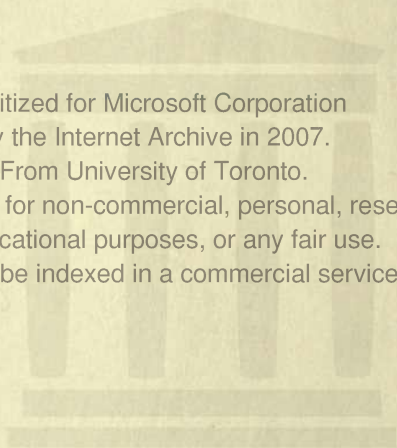 itized for Microsoft Corporation
the Internet Archive in 2007.
From University of Toronto.
for non-commercial, personal, rese
cational purposes, or any fair use.
be indexed in a commercial service